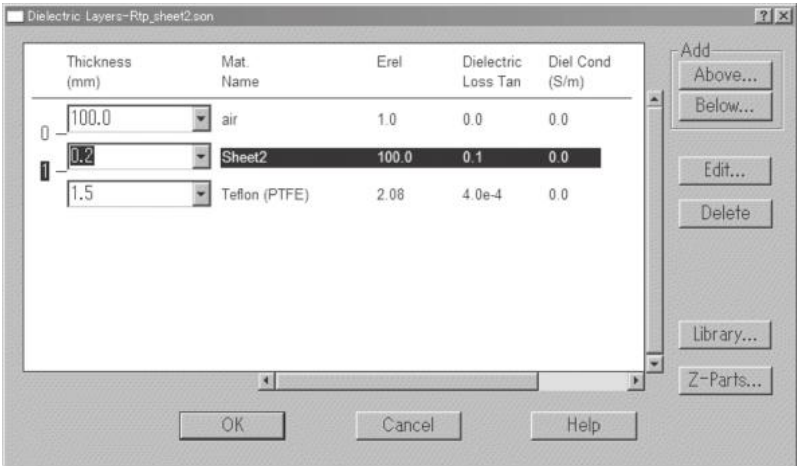 Dielectric Layers-Rtp_sheet2.son
Thickness (mm) Mat. Name Erel Dielectric Loss Tan Diel Cond (S/m)
100.0 air 1.0 0.0 0.0
0
0.2 Sheet2 100.0 0.1 0.0
1
1.5 Teflon (PTFE) 2.08 4.0e-4 0.0
Add
Above...
Below...
Edit...
Delete
Library...
Z-Parts...
OK Cancel Help